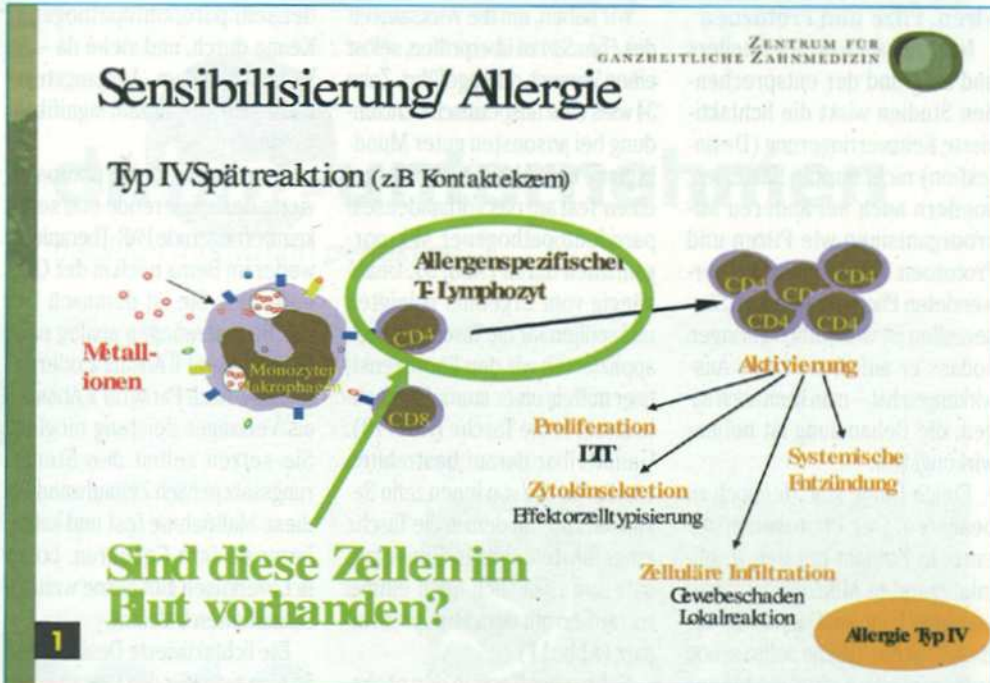 ZENTRUM FÜR
GANZHEITLICHE ZAHNMEDIZIN
Sensibilisierung/Allergie
Typ IV Spätreaktion (z.B. Kontaktekzem)
Allergenspezifischer
T-Lymphozyt
CD4
CD4
CD4
CD4
CD4
CD4
Metall-
ionen
Monozyten
Makrophagen
CD8
Aktivierung
Proliferation
LTT
Zytokinsekretion
Effektorzelltypisierung
Systemische
Entzündung
Sind diese Zellen im
Blut vorhanden?
Zelluläre Infiltration
Gewebeschaden
Lokalreaktion
Allergie Typ IV
1